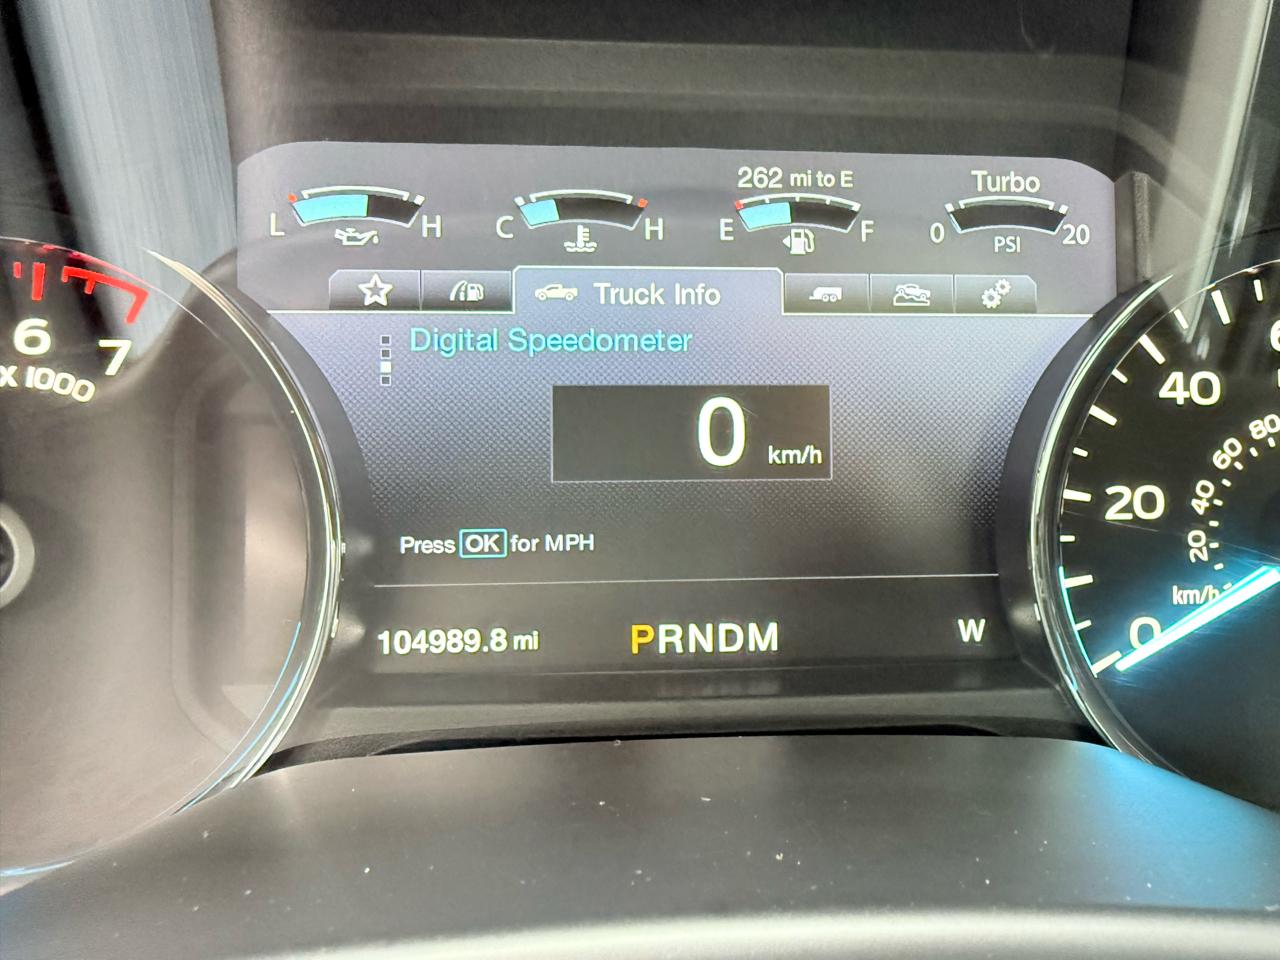 262 mi to E
Turbo
L H
C H
E F
0 20
PSI
Truck Info
Digital Speedometer
0 km/h
Press OK for MPH
104989.8 mi
PRNDM
W
6
7
X 1000
40
20
0
80
60
40
20
km/h